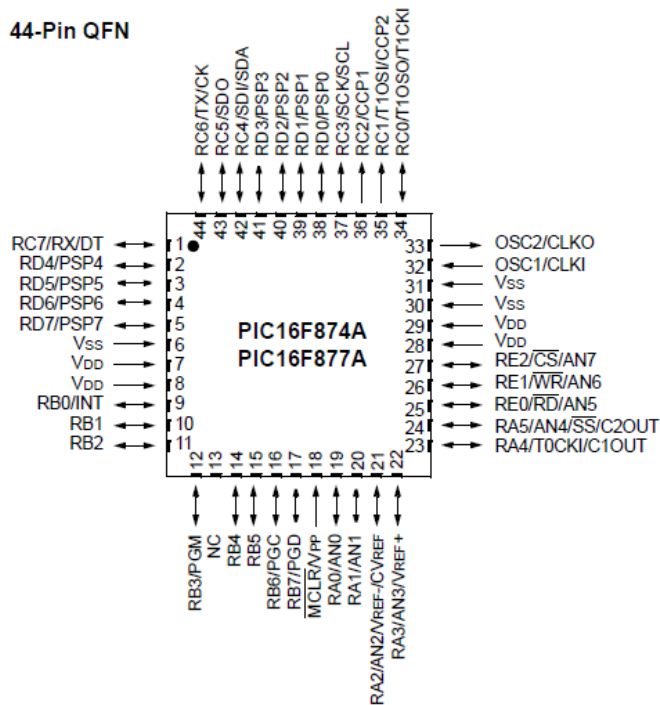 44-Pin QFN
RC6/TX/CK
RC5/SDO
RC4/SDI/SDA
RD3/PSP3
RD2/PSP2
RD1/PSP1
RD0/PSP0
RC3/SCK/SCL
RC2/CCP1
RC1/T1OSI/CCP2
RC0/T1OSO/T1CKI
44
43
42
41
40
39
38
37
36
35
34
RC7/RX/DT 1
RD4/PSP4 2
RD5/PSP5 3
RD6/PSP6 4
RD7/PSP7 5
VSS 6
VDD 7
VDD 8
RB0/INT 9
RB1 10
RB2 11
PIC16F874A
PIC16F877A
33 OSC2/CLKO
32 OSC1/CLKI
31 VSS
30 VSS
29 VDD
28 VDD
27 RE2/CS/AN7
26 RE1/WR/AN6
25 RE0/RD/AN5
24 RA5/AN4/SS/C2OUT
23 RA4/T0CKI/C1OUT
12
13
14
15
16
17
18
19
20
21
22
RB3/PGM
NC
RB4
RB5
RB6/PGC
RB7/PGD
MCLR/VPP
RA0/AN0
RA1/AN1
RA2/AN2/VREF-/CVREF
RA3/AN3/VREF+